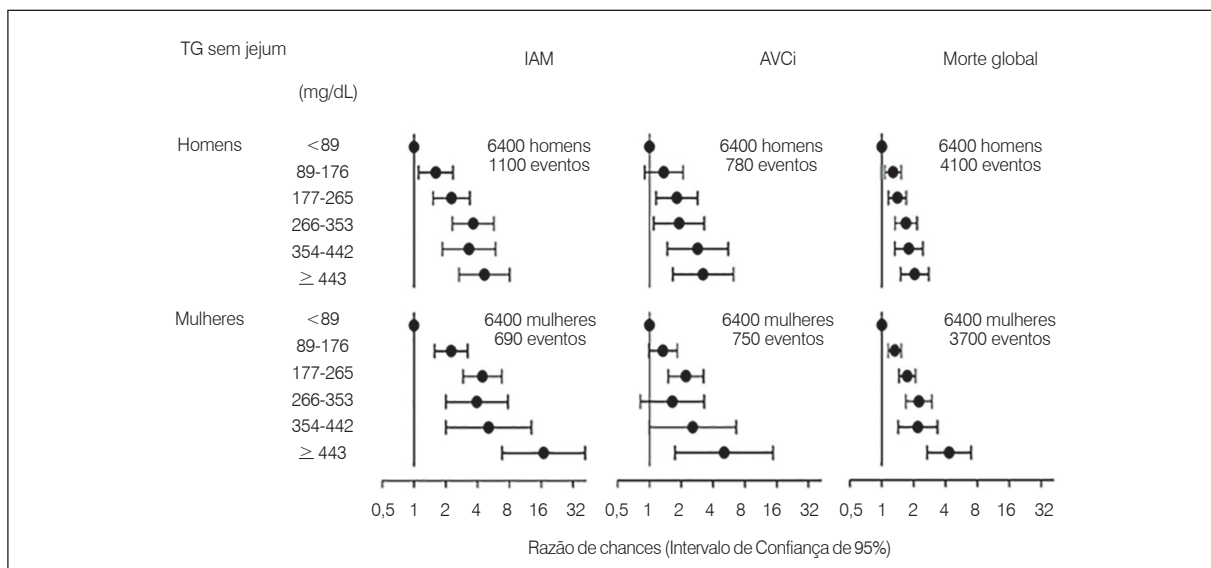 TG sem jejum
IAM
AVCi
Morte global
(mg/dL)
Homens
<89
6400 homens
1100 eventos
6400 homens
780 eventos
6400 homens
4100 eventos
89-176
177-265
266-353
354-442
≥ 443
Mulheres
<89
6400 mulheres
690 eventos
6400 mulheres
750 eventos
6400 mulheres
3700 eventos
89-176
177-265
266-353
354-442
≥ 443
0,5 1 2 4 8 16 32
0,5 1 2 4 8 16 32
0,5 1 2 4 8 16 32
Razão de chances (Intervalo de Confiança de 95%)